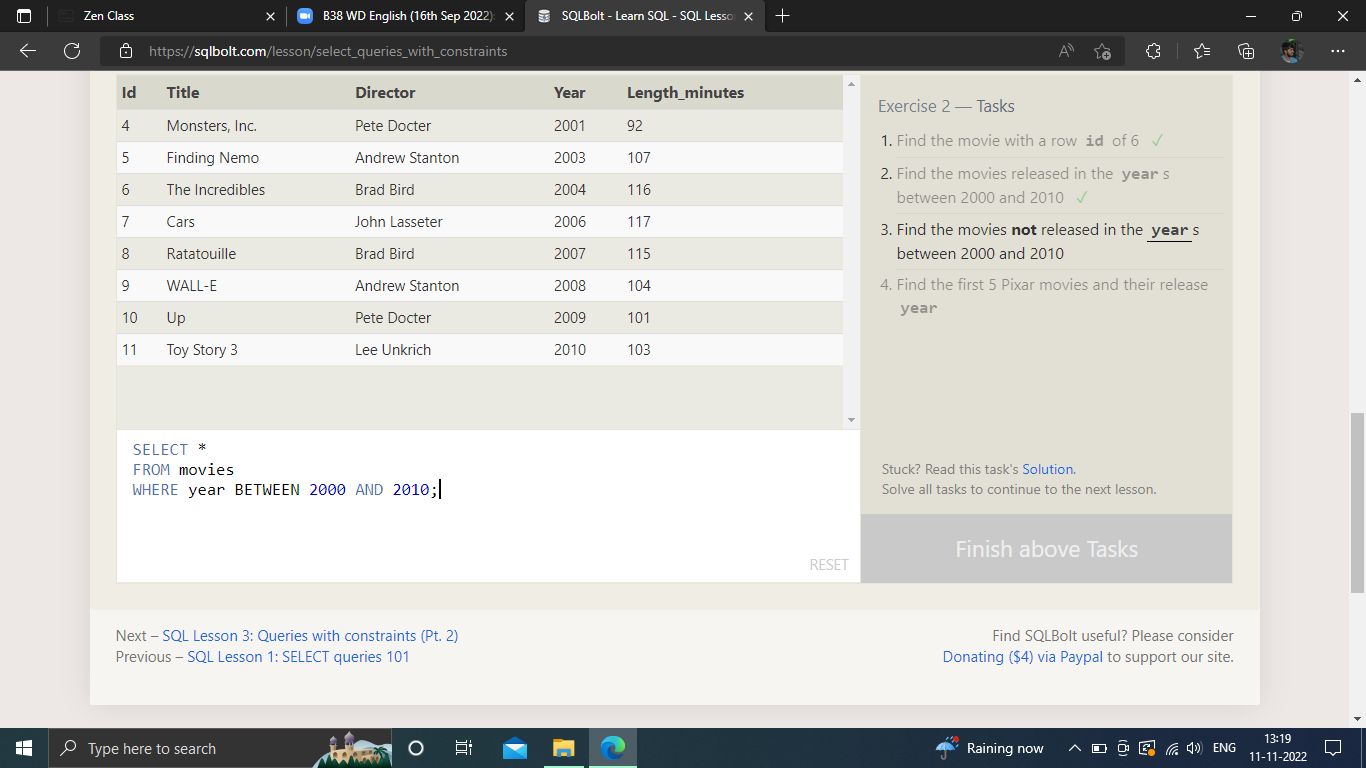 Zen Class
B38 WD English (16th Sep 2022):
SQLBolt - Learn SQL - SQL Lesso
https://sqlbolt.com/lesson/select_queries_with_constraints
Id Title Director Year Length_minutes
4 Monsters, Inc. Pete Docter 2001 92
5 Finding Nemo Andrew Stanton 2003 107
6 The Incredibles Brad Bird 2004 116
7 Cars John Lasseter 2006 117
8 Ratatouille Brad Bird 2007 115
9 WALL-E Andrew Stanton 2008 104
10 Up Pete Docter 2009 101
11 Toy Story 3 Lee Unkrich 2010 103
SELECT *
FROM movies
WHERE year BETWEEN 2000 AND 2010;
RESET
Exercise 2 — Tasks
1. Find the movie with a row id of 6 ✓
2. Find the movies released in the year s
between 2000 and 2010 ✓
3. Find the movies not released in the year s
between 2000 and 2010
4. Find the first 5 Pixar movies and their release
year
Stuck? Read this task's Solution.
Solve all tasks to continue to the next lesson.
Finish above Tasks
Next – SQL Lesson 3: Queries with constraints (Pt. 2)
Previous – SQL Lesson 1: SELECT queries 101
Find SQLBolt useful? Please consider
Donating ($4) via Paypal to support our site.
Type here to search
Raining now
ENG
13:19
11-11-2022